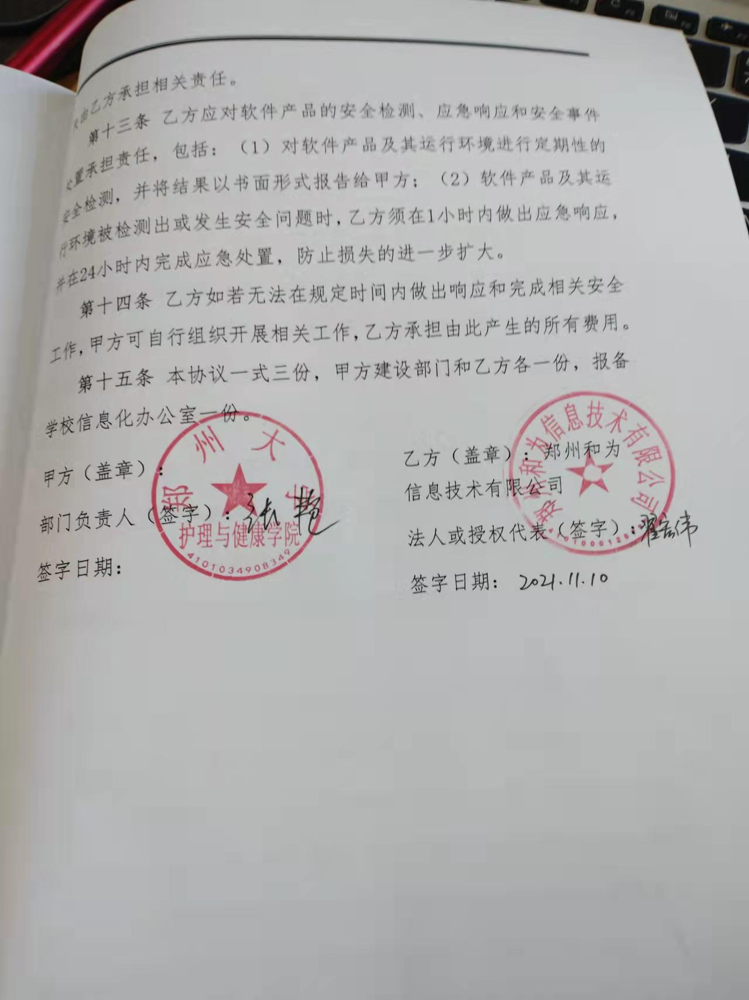 由乙方承担相关责任。
第十三条 乙方应对软件产品的安全检测、应急响应和安全事件
处置承担责任，包括：（1）对软件产品及其运行环境进行定期性的
安全检测，并将结果以书面形式报告给甲方；（2）软件产品及其运
行环境被检测出或发生安全问题时，乙方须在1小时内做出应急响应，
并在24小时内完成应急处置，防止损失的进一步扩大。
第十四条 乙方如若无法在规定时间内做出响应和完成相关安全
工作，甲方可自行组织开展相关工作，乙方承担由此产生的所有费用。
第十五条 本协议一式三份，甲方建设部门和乙方各一份，报备
学校信息化办公室一份。
甲方（盖章）：
部门负责人（签字）：张艳
签字日期：
郑州大学
护理与健康学院
4101034908349
乙方（盖章）：郑州和为
信息技术有限公司
法人或授权代表（签字）：翟宏伟
签字日期： 2021.11.10
郑州和为信息技术有限公司